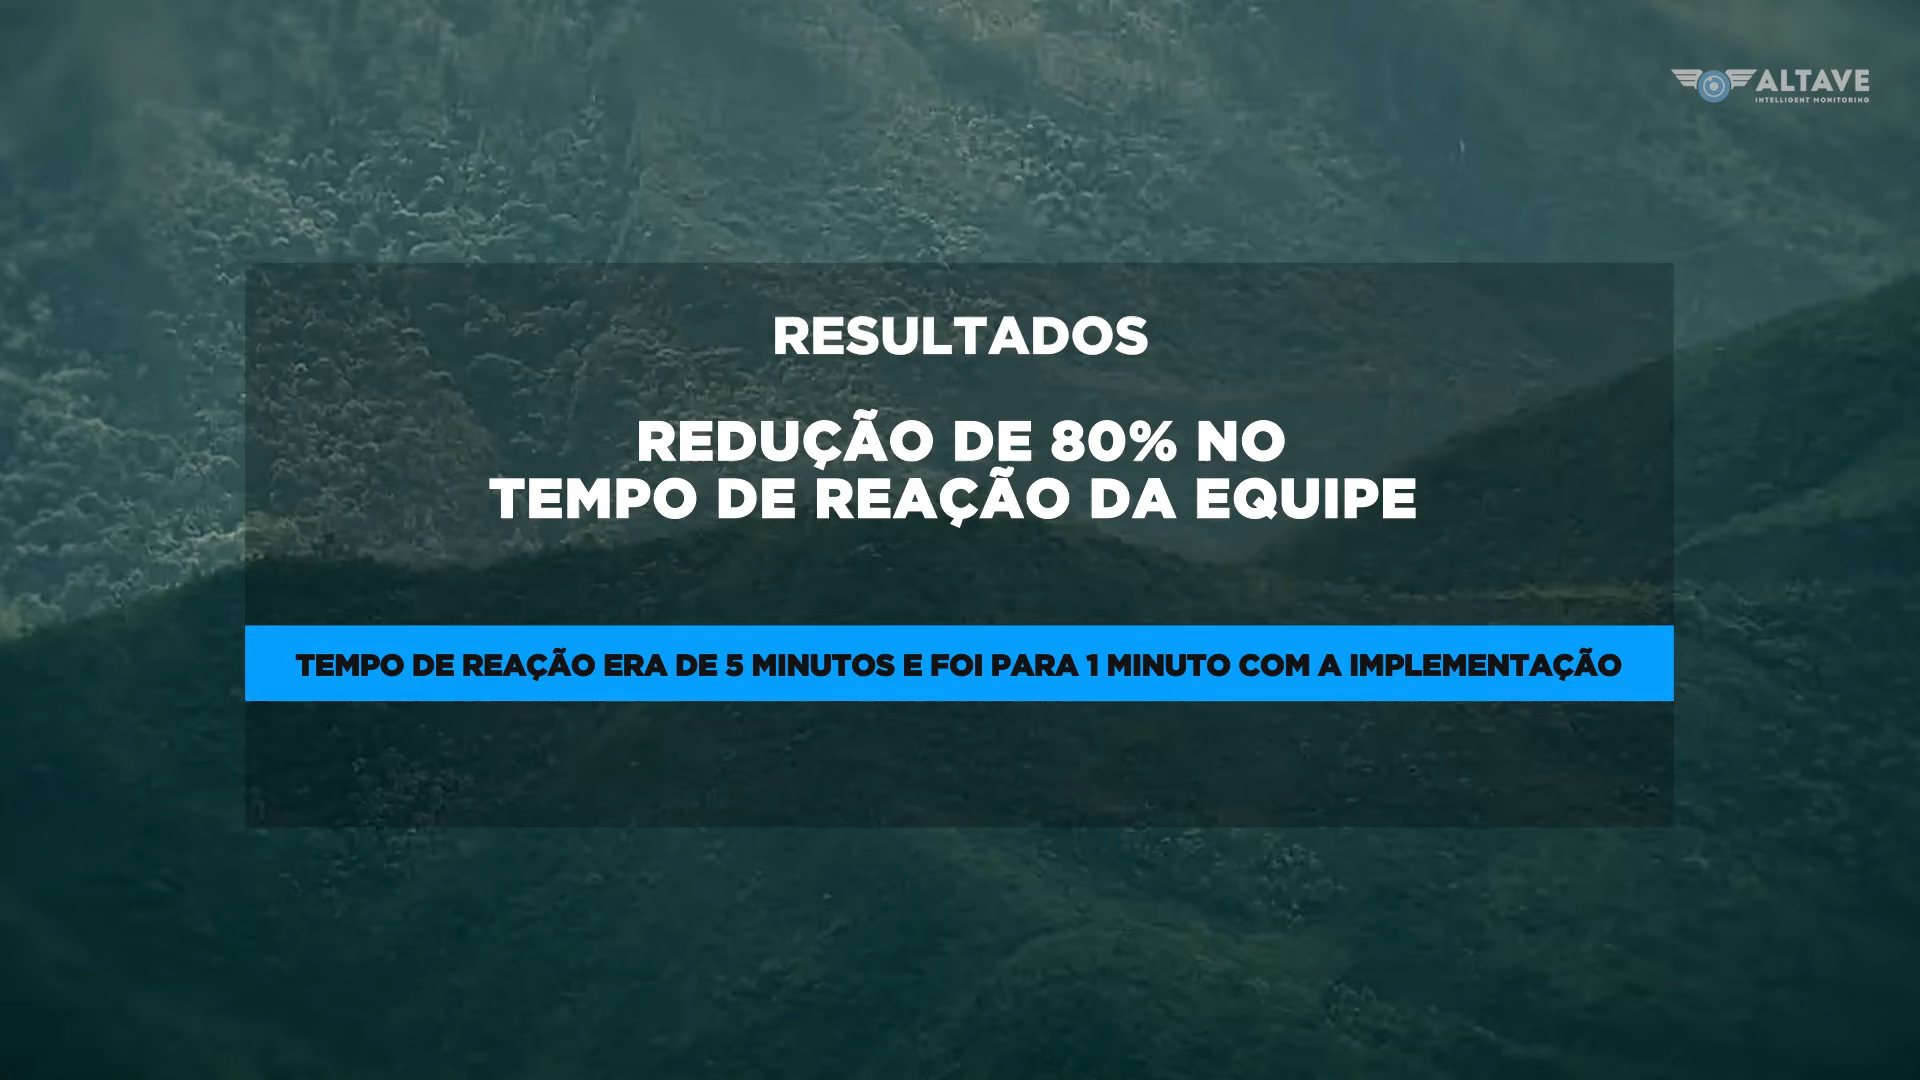 ALTAVE
INTELLIGENT MONITORING
RESULTADOS
REDUÇÃO DE 80% NO
TEMPO DE REAÇÃO DA EQUIPE
TEMPO DE REAÇÃO ERA DE 5 MINUTOS E FOI PARA 1 MINUTO COM A IMPLEMENTAÇÃO